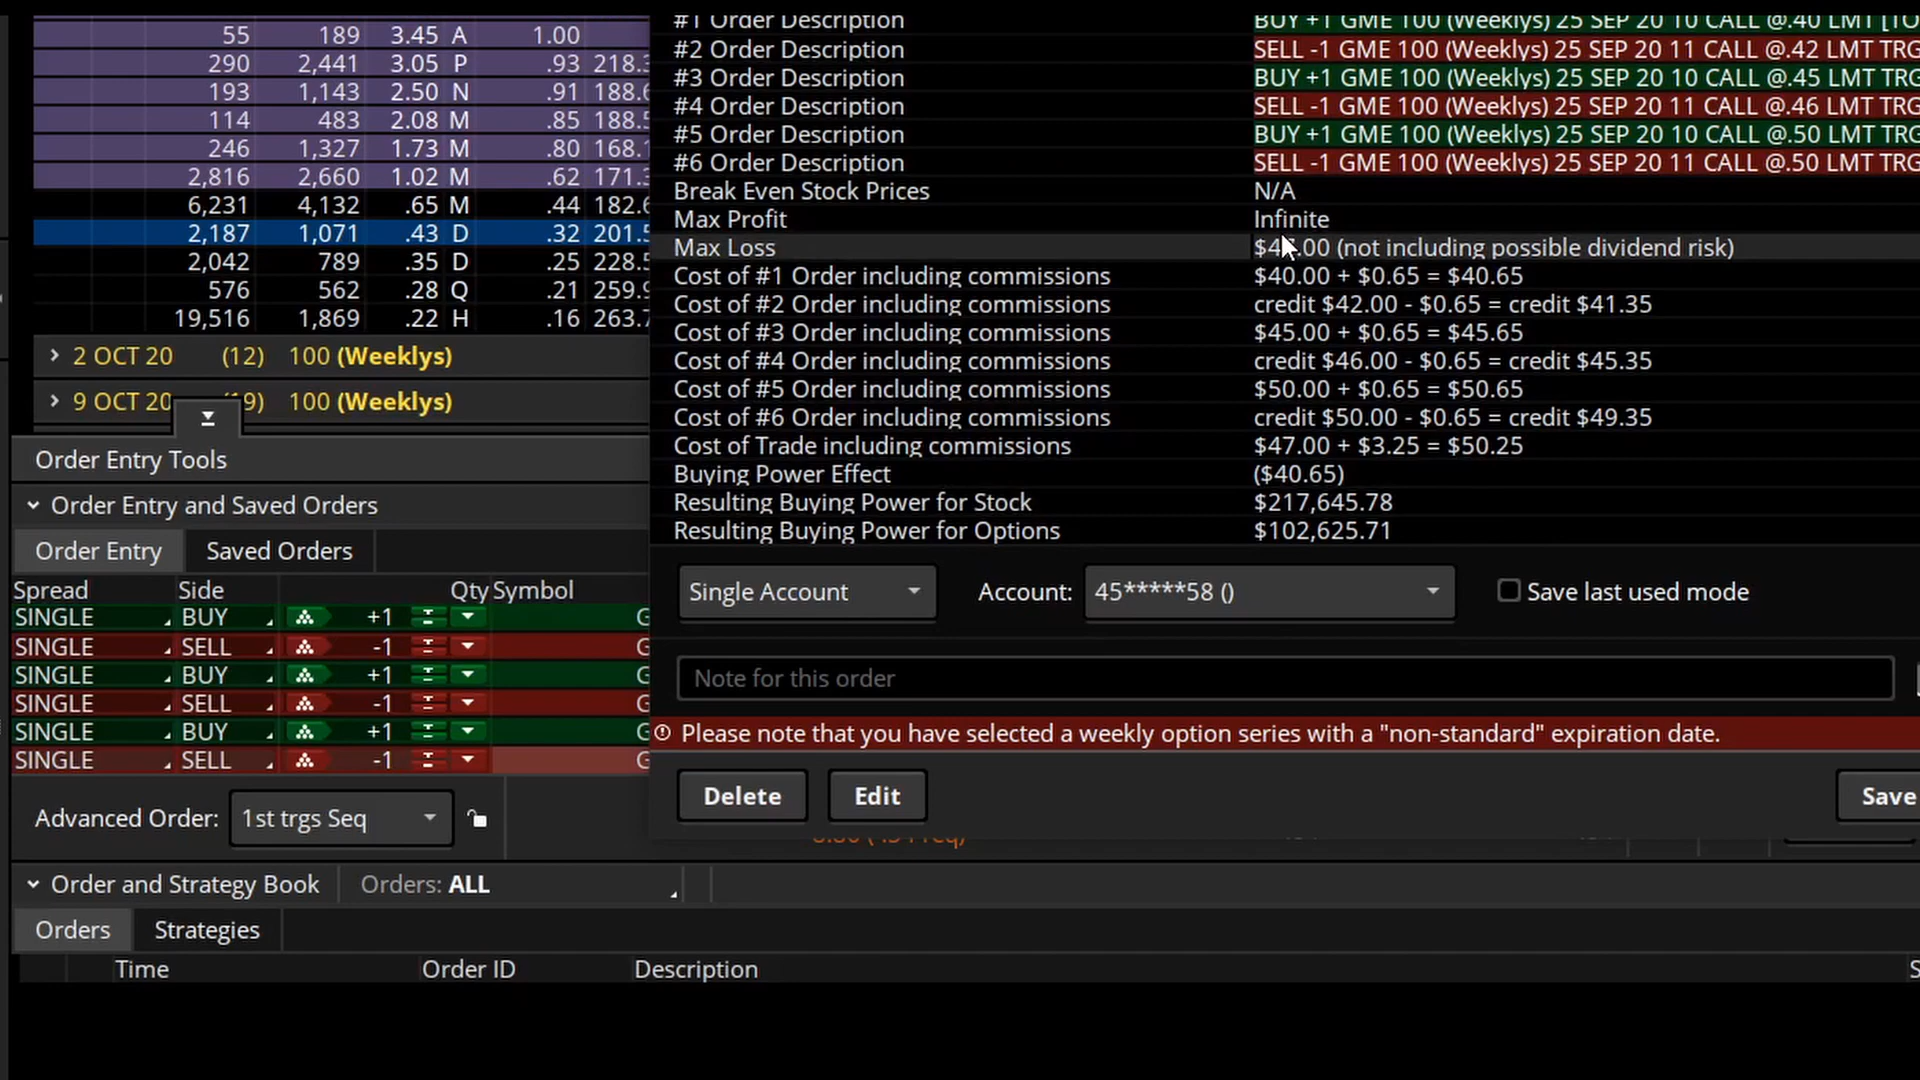 55 189 3.45 A 1.00
290 2,441 3.05 P .93 218.
193 1,143 2.50 N .91 188.
114 483 2.08 M .85 188.
246 1,327 1.73 M .80 168.
2,816 2,660 1.02 M .62 171.
6,231 4,132 .65 M .44 182.
2,187 1,071 .43 D .32 201.
2,042 789 .35 D .25 228.
576 562 .28 Q .21 259.
19,516 1,869 .22 H .16 263.
2 OCT 20 (12) 100 (Weeklys)
9 OCT 20 (19) 100 (Weeklys)
#1 Order Description BUY +1 GME 100 (Weeklys) 25 SEP 20 10 CALL @.40 LMT [TO
#2 Order Description SELL -1 GME 100 (Weeklys) 25 SEP 20 11 CALL @.42 LMT TRG
#3 Order Description BUY +1 GME 100 (Weeklys) 25 SEP 20 10 CALL @.45 LMT TRG
#4 Order Description SELL -1 GME 100 (Weeklys) 25 SEP 20 11 CALL @.46 LMT TRG
#5 Order Description BUY +1 GME 100 (Weeklys) 25 SEP 20 10 CALL @.50 LMT TRG
#6 Order Description SELL -1 GME 100 (Weeklys) 25 SEP 20 11 CALL @.50 LMT TRG
Break Even Stock Prices N/A
Max Profit Infinite
Max Loss (not including possible dividend risk)
Cost of #1 Order including commissions $40.00 + $0.65 = $40.65
Cost of #2 Order including commissions credit $42.00 - $0.65 = credit $41.35
Cost of #3 Order including commissions $45.00 + $0.65 = $45.65
Cost of #4 Order including commissions credit $46.00 - $0.65 = credit $45.35
Cost of #5 Order including commissions $50.00 + $0.65 = $50.65
Cost of #6 Order including commissions credit $50.00 - $0.65 = credit $49.35
Cost of Trade including commissions $47.00 + $3.25 = $50.25
Buying Power Effect ($40.65)
Resulting Buying Power for Stock $217,645.78
Resulting Buying Power for Options $102,625.71
Single Account Account: 45*****58 () Save last used mode
Note for this order
Please note that you have selected a weekly option series with a "non-standard" expiration date.
Delete Edit Save
Order Entry Tools
Order Entry and Saved Orders
Order Entry Saved Orders
Spread Side Qty Symbol
SINGLE BUY +1 G
SINGLE SELL -1 G
SINGLE BUY +1 G
SINGLE SELL -1 G
SINGLE BUY +1 G
SINGLE SELL -1 G
Advanced Order: 1st trgs Seq
Order and Strategy Book Orders: ALL
Orders Strategies
Time Order ID Description S